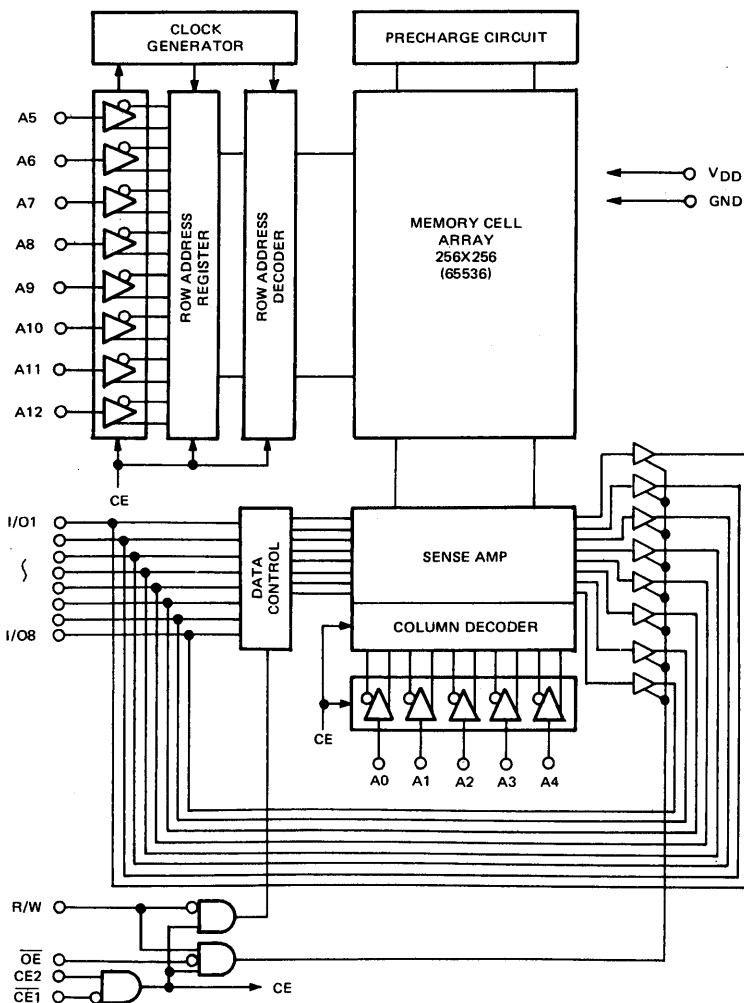 CLOCK
GENERATOR
PRECHARGE CIRCUIT
A5
A6
A7
A8
A9
A10
A11
A12
ROW ADDRESS
REGISTER
ROW ADDRESS
DECODER
MEMORY CELL
ARRAY
256X256
(65536)
VDD
GND
CE
I/O1
I/O8
DATA
CONTROL
SENSE AMP
COLUMN DECODER
CE
A0
A1
A2
A3
A4
R/W
OE
CE2
CE1
CE